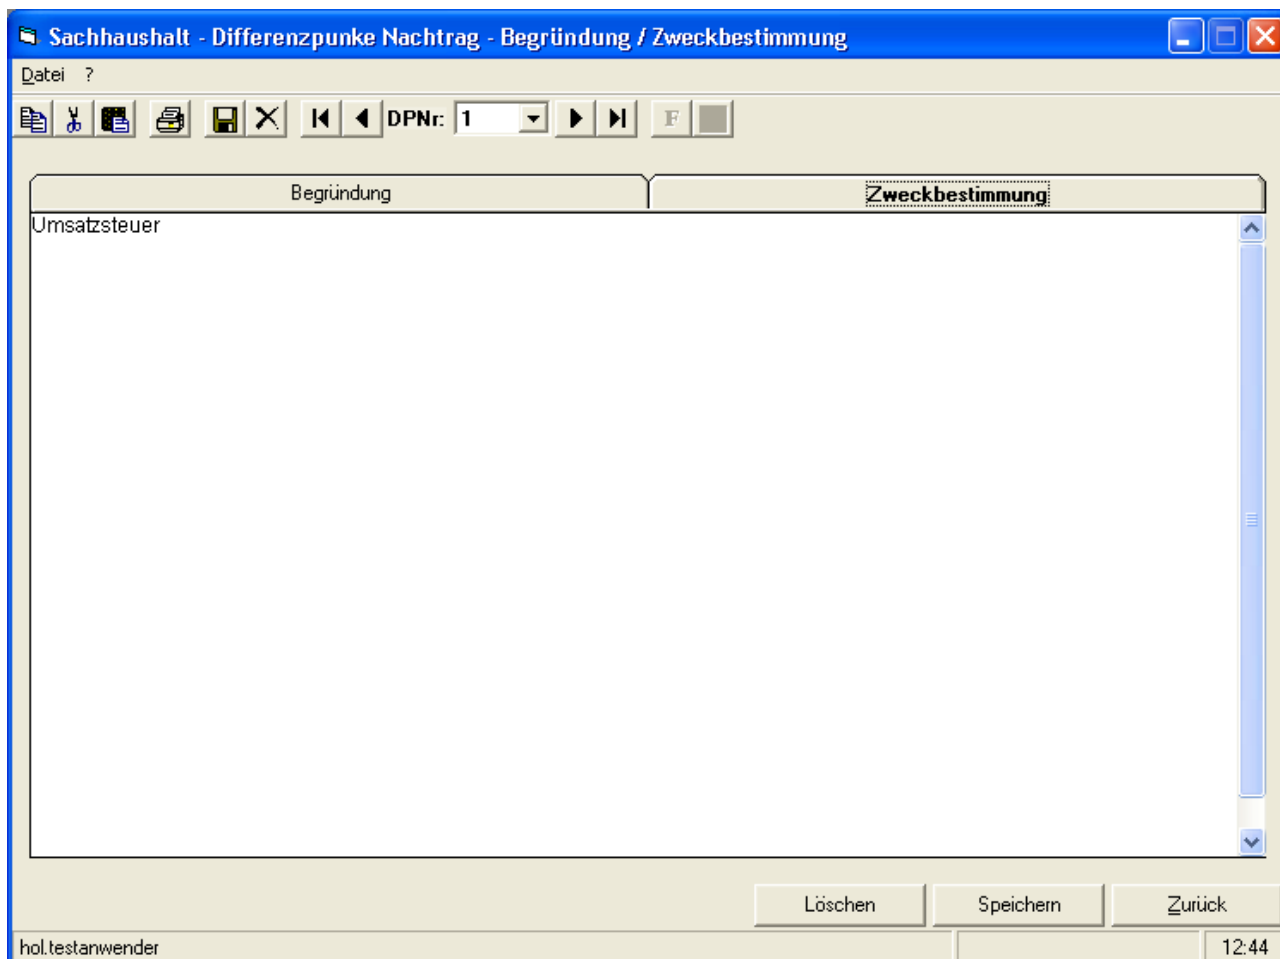 Sachhaushalt - Differenzpunke Nachtrag - Begründung / Zweckbestimmung
Datei ?
DPNr: 1 F
Begründung Zweckbestimmung
Umsatzsteuer
Löschen Speichern Zurück
hol.testanwender 12:44